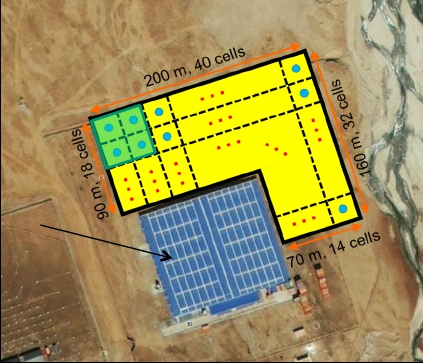 200 m, 40 cells
90 m, 18 cells
160 m, 32 cells
70 m, 14 cells